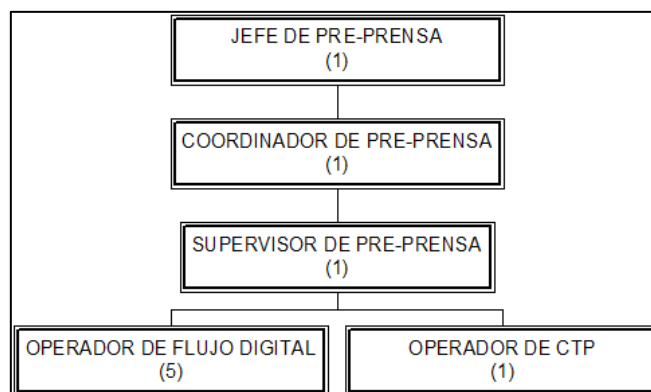 JEFE DE PRE-PRENSA
(1)
COORDINADOR DE PRE-PRENSA
(1)
SUPERVISOR DE PRE-PRENSA
(1)
OPERADOR DE FLUJO DIGITAL
(5)
OPERADOR DE CTP
(1)